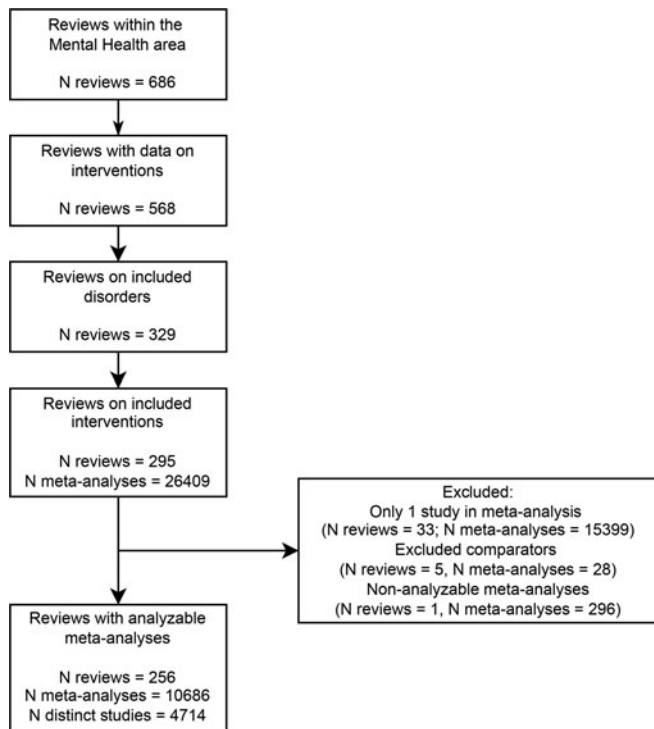 Reviews within the
Mental Health area
N reviews = 686
Reviews with data on
interventions
N reviews = 568
Reviews on included
disorders
N reviews = 329
Reviews on included
interventions
N reviews = 295
N meta-analyses = 26409
Excluded:
Only 1 study in meta-analysis
(N reviews = 33; N meta-analyses = 15399)
Excluded comparators
(N reviews = 5, N meta-analyses = 28)
Non-analyzable meta-analyses
(N reviews = 1, N meta-analyses = 296)
Reviews with analyzable
meta-analyses
N reviews = 256
N meta-analyses = 10686
N distinct studies = 4714